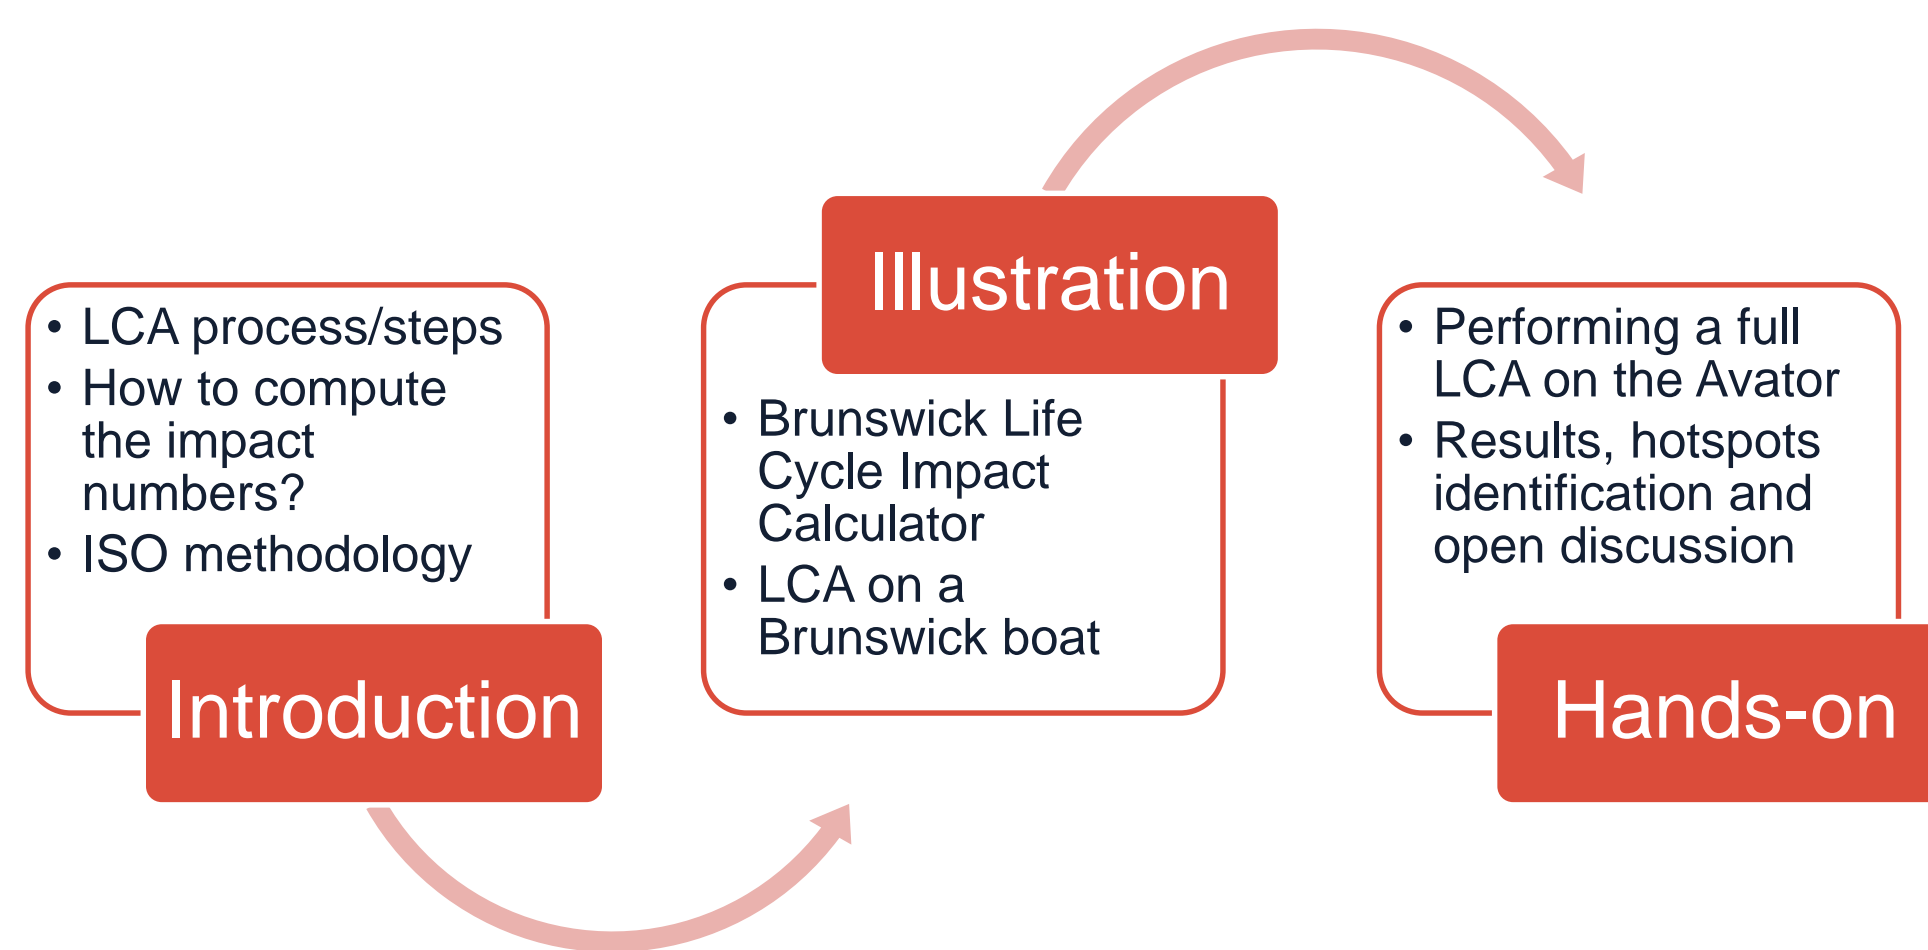 • LCA process/steps
• How to compute
the impact
numbers?
• ISO methodology
Introduction
Illustration
• Brunswick Life
Cycle Impact
Calculator
• LCA on a
Brunswick boat
• Performing a full
LCA on the Avator
• Results, hotspots
identification and
open discussion
Hands-on